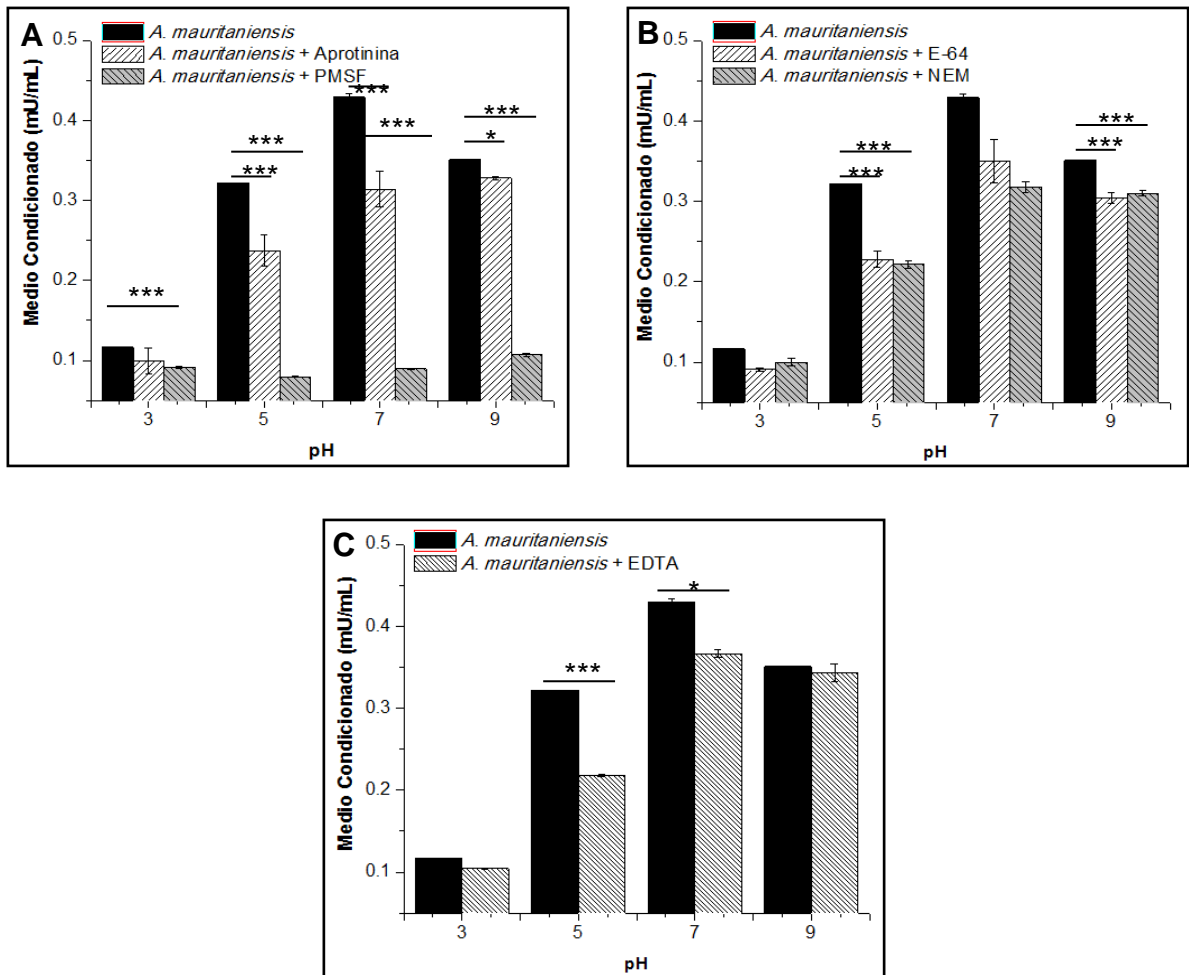 A
A. mauritaniensis
A. mauritaniensis + Aprotinina
A. mauritaniensis + PMSF
Medio Condicionado (mU/mL)
0.5
0.4
0.3
0.2
0.1
***
***
***
***
***
***
*
3 5 7 9
pH
B
A. mauritaniensis
A. mauritaniensis + E-64
A. mauritaniensis + NEM
Medio Condicionado (mU/mL)
0.5
0.4
0.3
0.2
0.1
***
***
***
***
3 5 7 9
pH
C
A. mauritaniensis
A. mauritaniensis + EDTA
Medio Condicionado (mU/mL)
0.5
0.4
0.3
0.2
0.1
***
*
3 5 7 9
pH